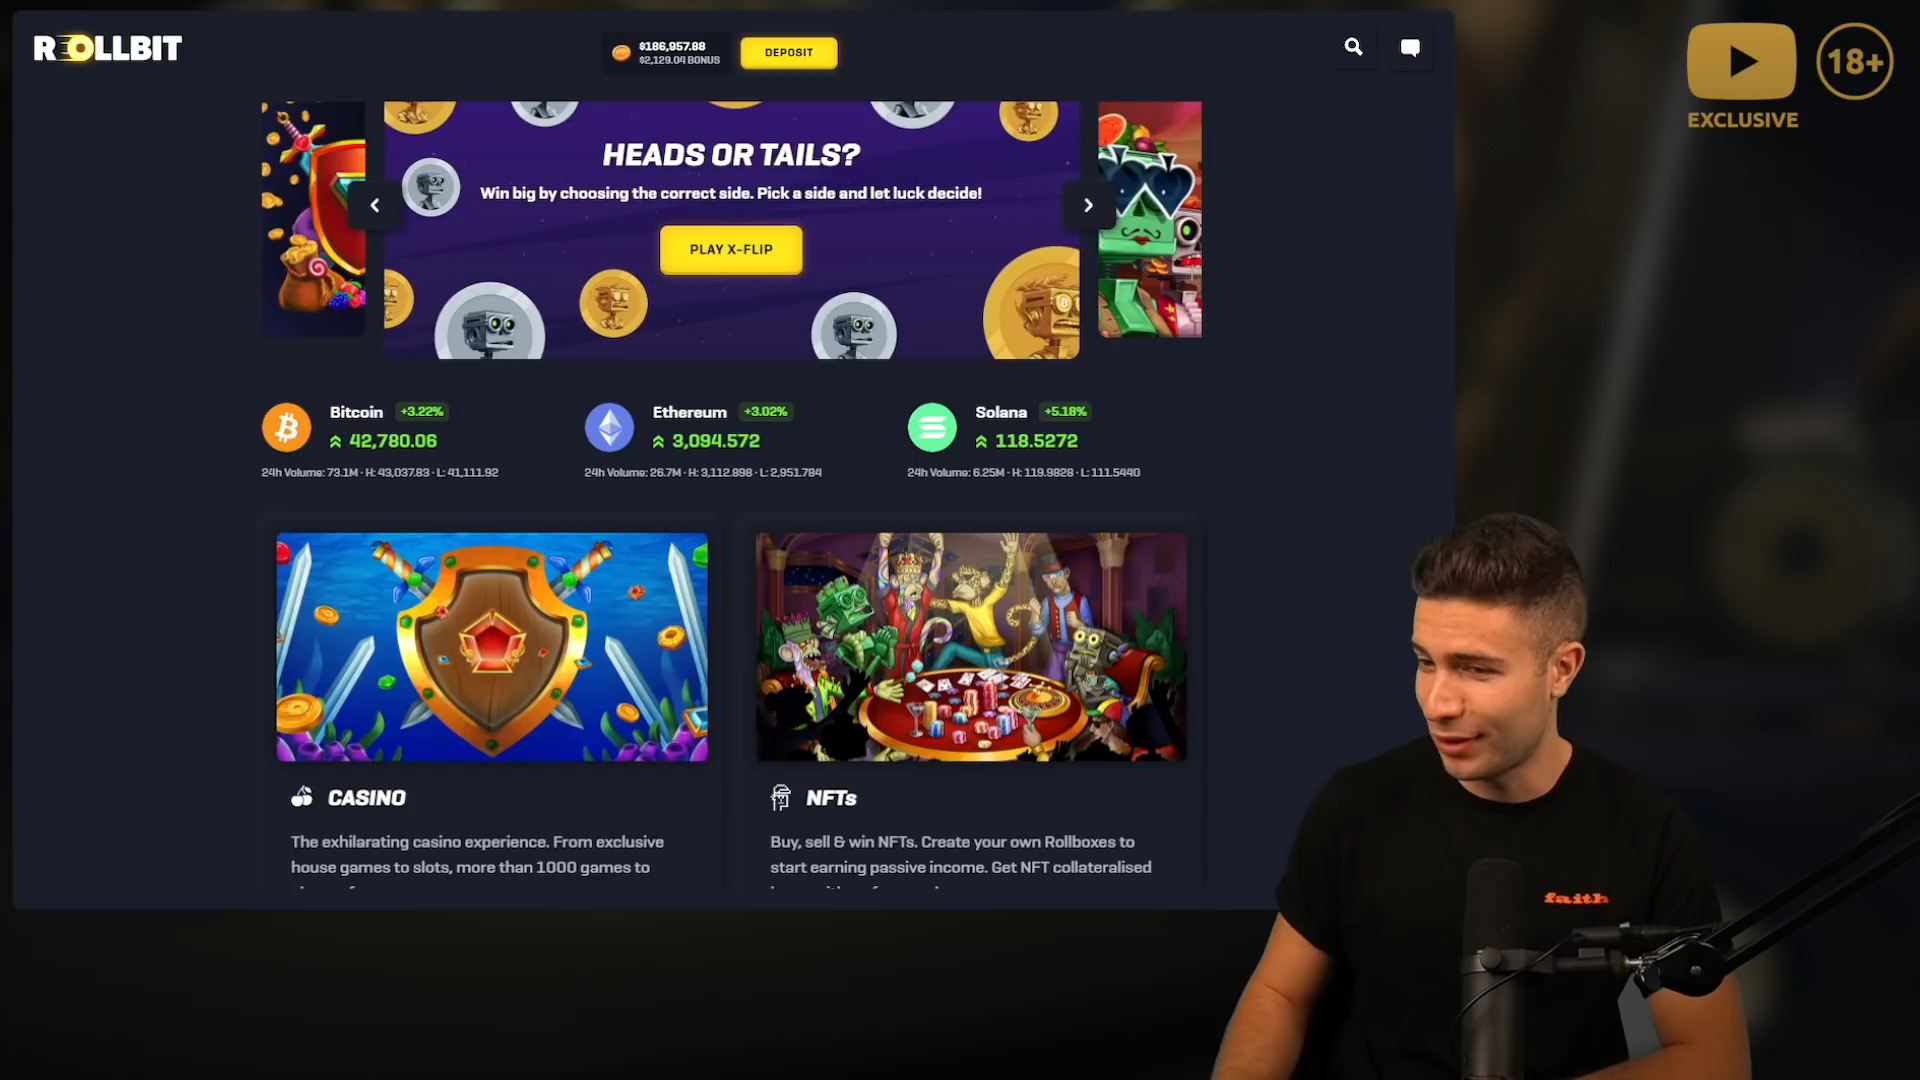 ROLLBIT
$186,957.88
$2,129.04 BONUS
DEPOSIT
EXCLUSIVE
18+
HEADS OR TAILS?
Win big by choosing the correct side. Pick a side and let luck decide!
PLAY X-FLIP
Bitcoin +3.22%
42,780.06
24h Volume: 73.1M · H: 43,037.83 · L: 41,111.92
Ethereum +3.02%
3,094.572
24h Volume: 26.7M · H: 3,112.898 · L: 2,951.784
Solana +5.18%
118.5272
24h Volume: 6.25M · H: 119.9828 · L: 111.5440
CASINO
The exhilarating casino experience. From exclusive
house games to slots, more than 1000 games to
NFTs
Buy, sell & win NFTs. Create your own Rollboxes to
start earning passive income. Get NFT collateralised
faith